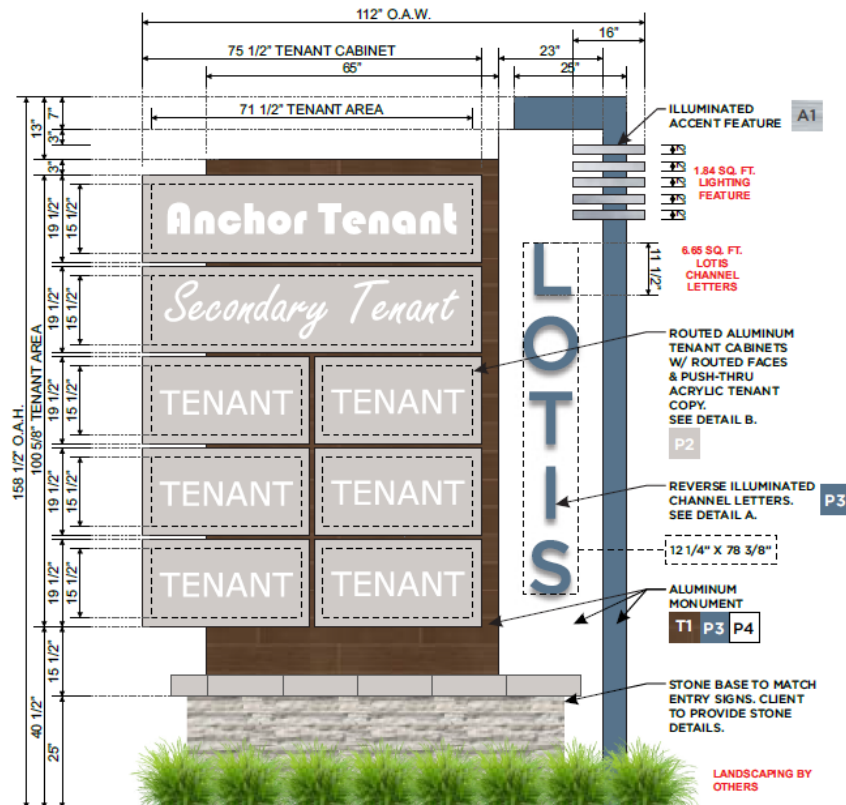 112" O.A.W.
16"
75 1/2" TENANT CABINET
23"
65"
25"
71 1/2" TENANT AREA
13"
7"
3"
3"
ILLUMINATED
ACCENT FEATURE
A1
1.84 SQ. FT.
LIGHTING
FEATURE
19 1/2"
15 1/2"
Anchor Tenant
6.65 SQ. FT.
LOTIS
CHANNEL
LETTERS
11 1/2"
19 1/2"
15 1/2"
Secondary Tenant
LOTIS
ROUTED ALUMINUM
TENANT CABINETS
W/ ROUTED FACES
& PUSH-THRU
ACRYLIC TENANT
COPY.
SEE DETAIL B.
P2
158 1/2" O.A.H.
100 5/8" TENANT AREA
19 1/2"
15 1/2"
TENANT TENANT
19 1/2"
15 1/2"
TENANT TENANT
REVERSE ILLUMINATED
CHANNEL LETTERS.
SEE DETAIL A.
P3
12 1/4" X 78 3/8"
19 1/2"
15 1/2"
TENANT TENANT
ALUMINUM
MONUMENT
T1 P3 P4
15 1/2"
40 1/2"
25"
STONE BASE TO MATCH
ENTRY SIGNS. CLIENT
TO PROVIDE STONE
DETAILS.
LANDSCAPING BY
OTHERS